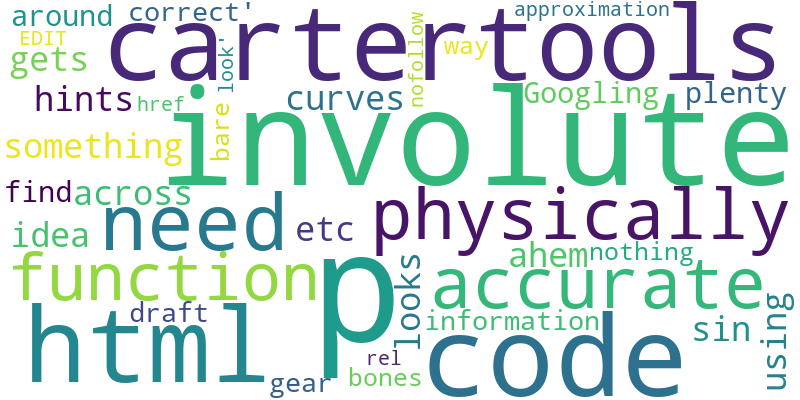 around correct' approximation
EDIT cartertools
gets look' way nofollow
hints href curves Googling plenty
something bare involute
find across physically
idea need etc
ahem nothing
function p looks accurate
html draft information sin using
code
rel
gear bones